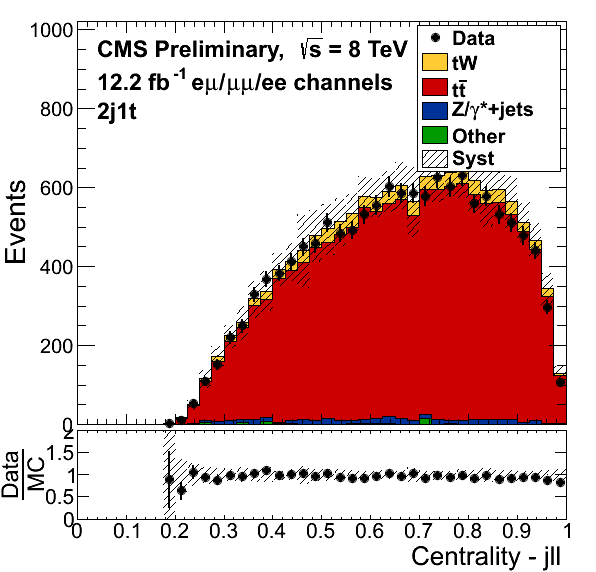 CMS Preliminary, √s = 8 TeV
12.2 fb⁻¹ eμ/μμ/ee channels
2j1t
Data
tW
tt̄
Z/γ*+jets
Other
Syst
Events
1000
800
600
400
200
0
Data
MC
2
1.5
1
0.5
0
0 0.1 0.2 0.3 0.4 0.5 0.6 0.7 0.8 0.9 1
Centrality - jll